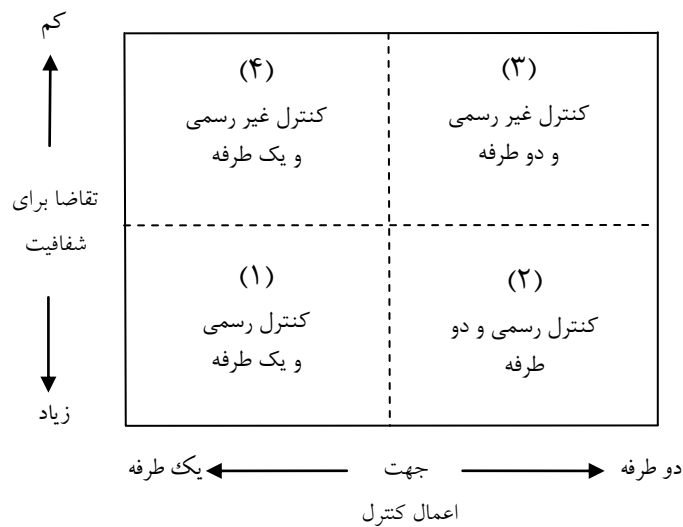 کم
(۴)
کنترل غیر رسمی
و یک طرفه
(۳)
کنترل غیر رسمی
و دو طرفه
تقاضا برای
شفافیت
(۱)
کنترل رسمی
و یک طرفه
(۲)
کنترل رسمی و دو
طرفه
زیاد
دو طرفه
جهت
یک طرفه
اعمال کنترل